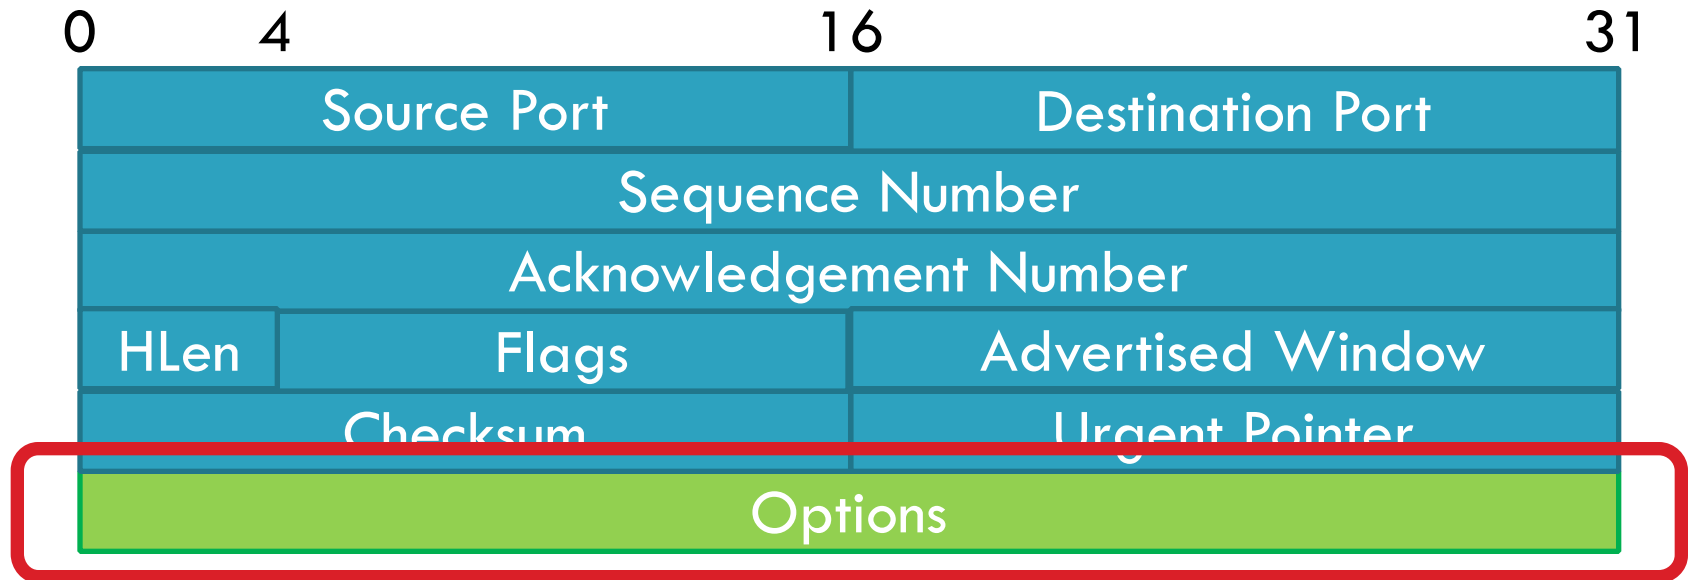 0 4 16 31
Source Port Destination Port
Sequence Number
Acknowledgement Number
HLen Flags Advertised Window
Checksum Urgent Pointer
Options